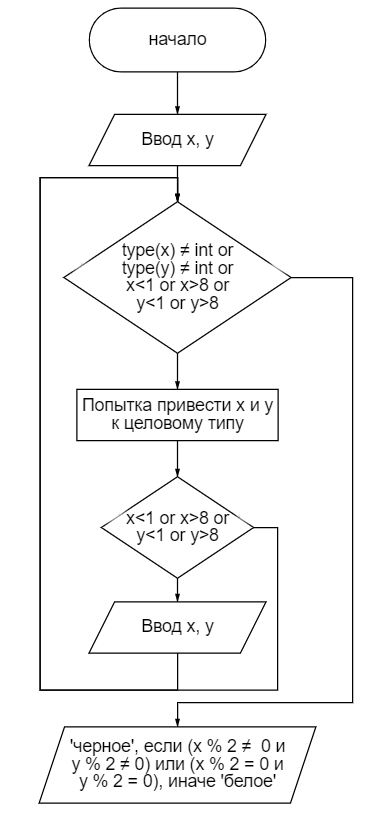 начало
Ввод x, y
type(x) ≠ int or
type(y) ≠ int or
x<1 or x>8 or
y<1 or y>8
Попытка привести x и y
к целовому типу
x<1 or x>8 or
y<1 or y>8
Ввод x, y
'черное', если (x % 2 ≠ 0 и
y % 2 ≠ 0) или (x % 2 = 0 и
y % 2 = 0), иначе 'белое'